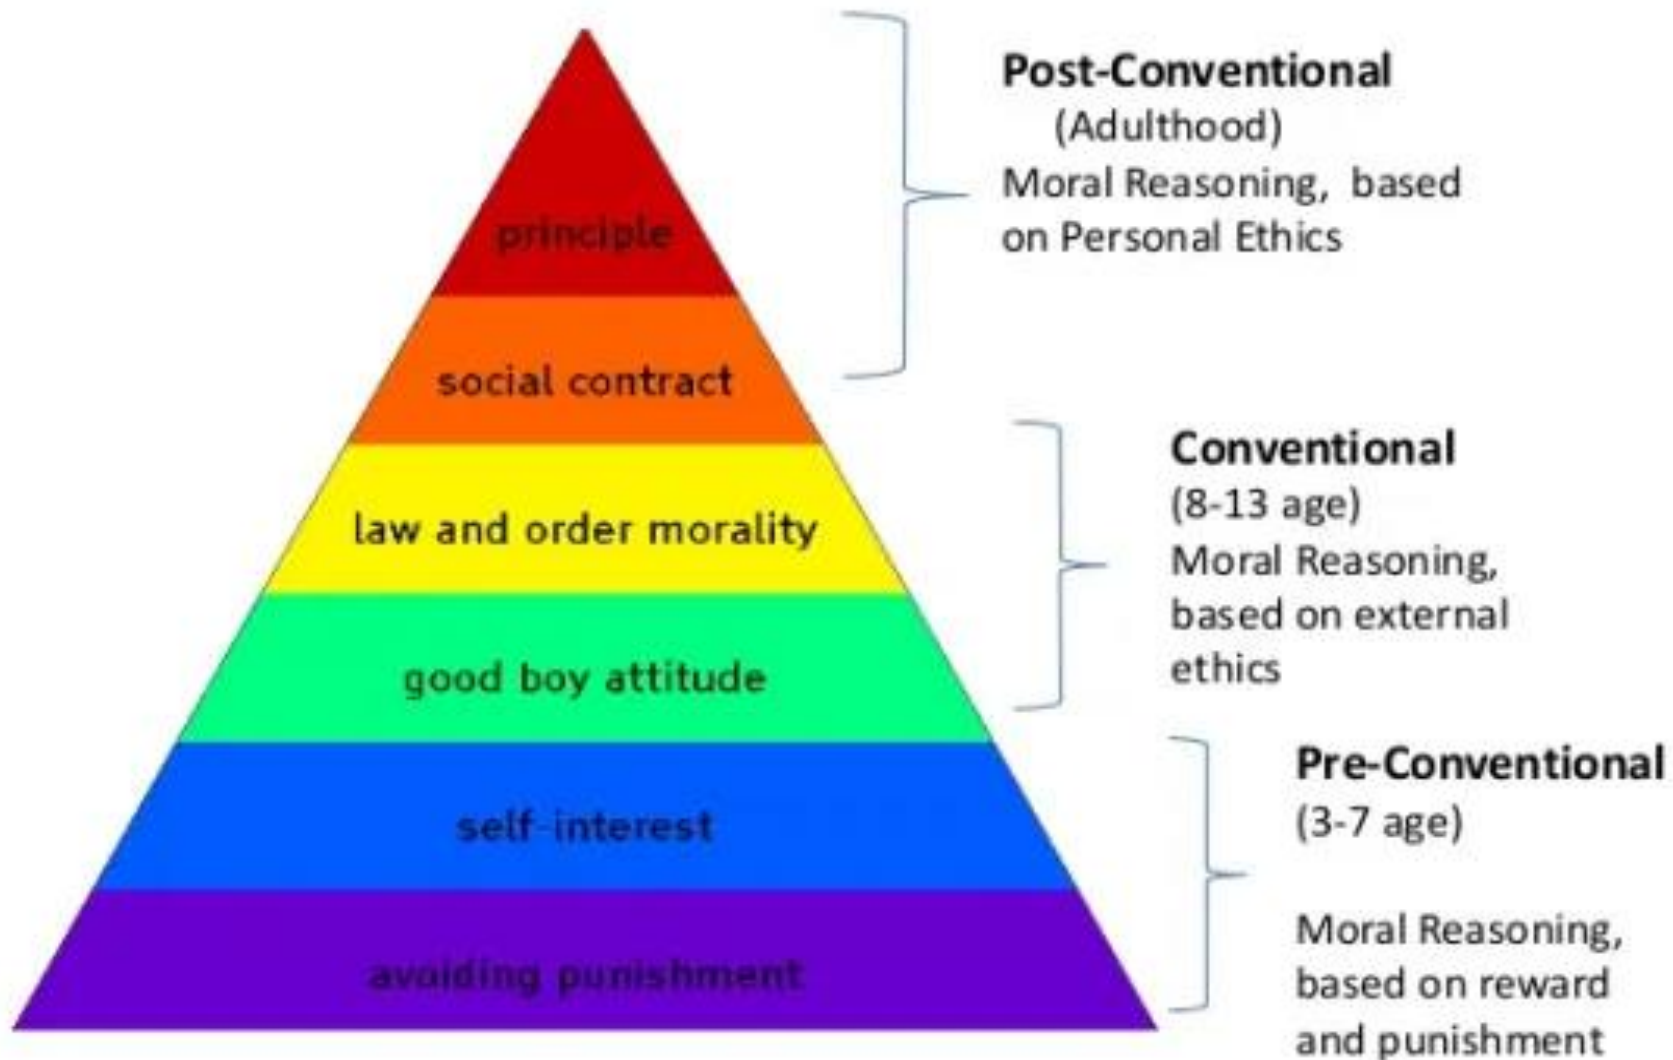 principle
social contract
law and order morality
good boy attitude
self-interest
avoiding punishment
Post-Conventional
(Adulthood)
Moral Reasoning, based
on Personal Ethics
Conventional
(8-13 age)
Moral Reasoning,
based on external
ethics
Pre-Conventional
(3-7 age)
Moral Reasoning,
based on reward
and punishment